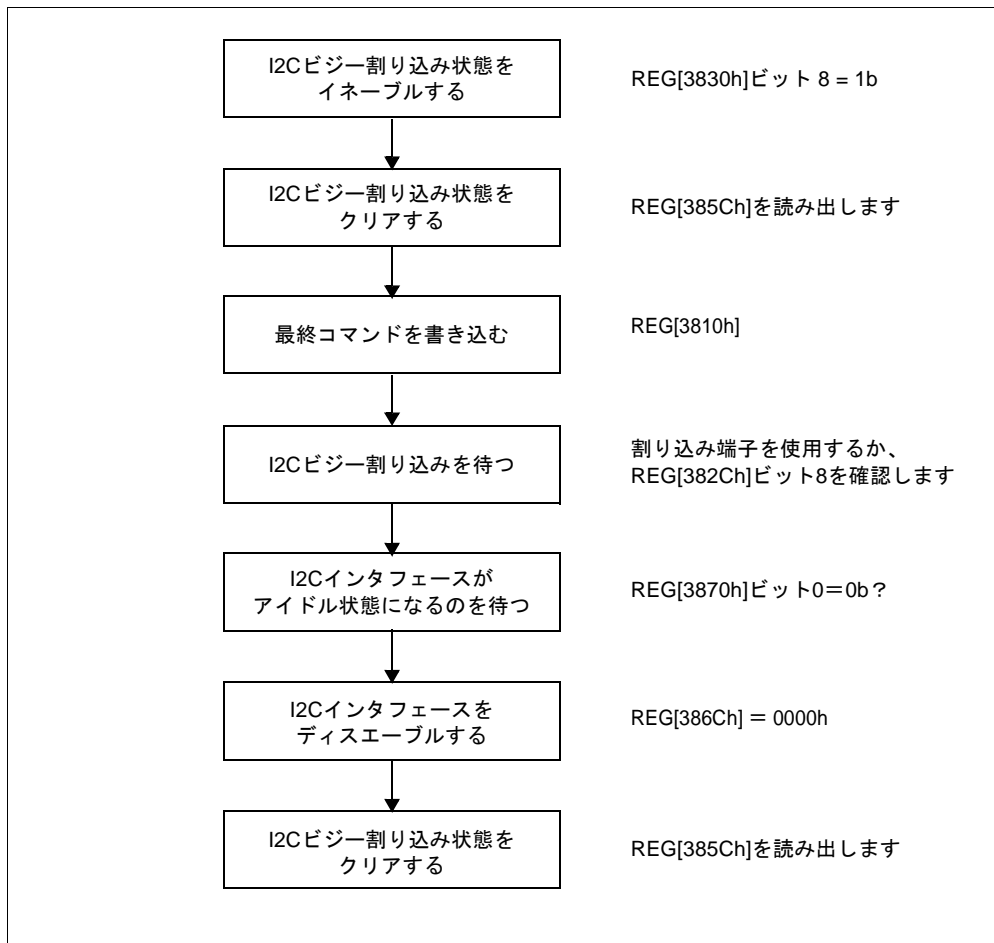 I2Cビジー割り込み状態を
イネーブルする
REG[3830h]ビット 8 = 1b
I2Cビジー割り込み状態を
クリアする
REG[385Ch]を読み出します
最終コマンドを書き込む
REG[3810h]
I2Cビジー割り込みを待つ
割り込み端子を使用するか、
REG[382Ch]ビット8を確認します
I2Cインタフェースが
アイドル状態になるのを待つ
REG[3870h]ビット0＝0b？
I2Cインタフェースを
ディスエーブルする
REG[386Ch] ＝ 0000h
I2Cビジー割り込み状態を
クリアする
REG[385Ch]を読み出します